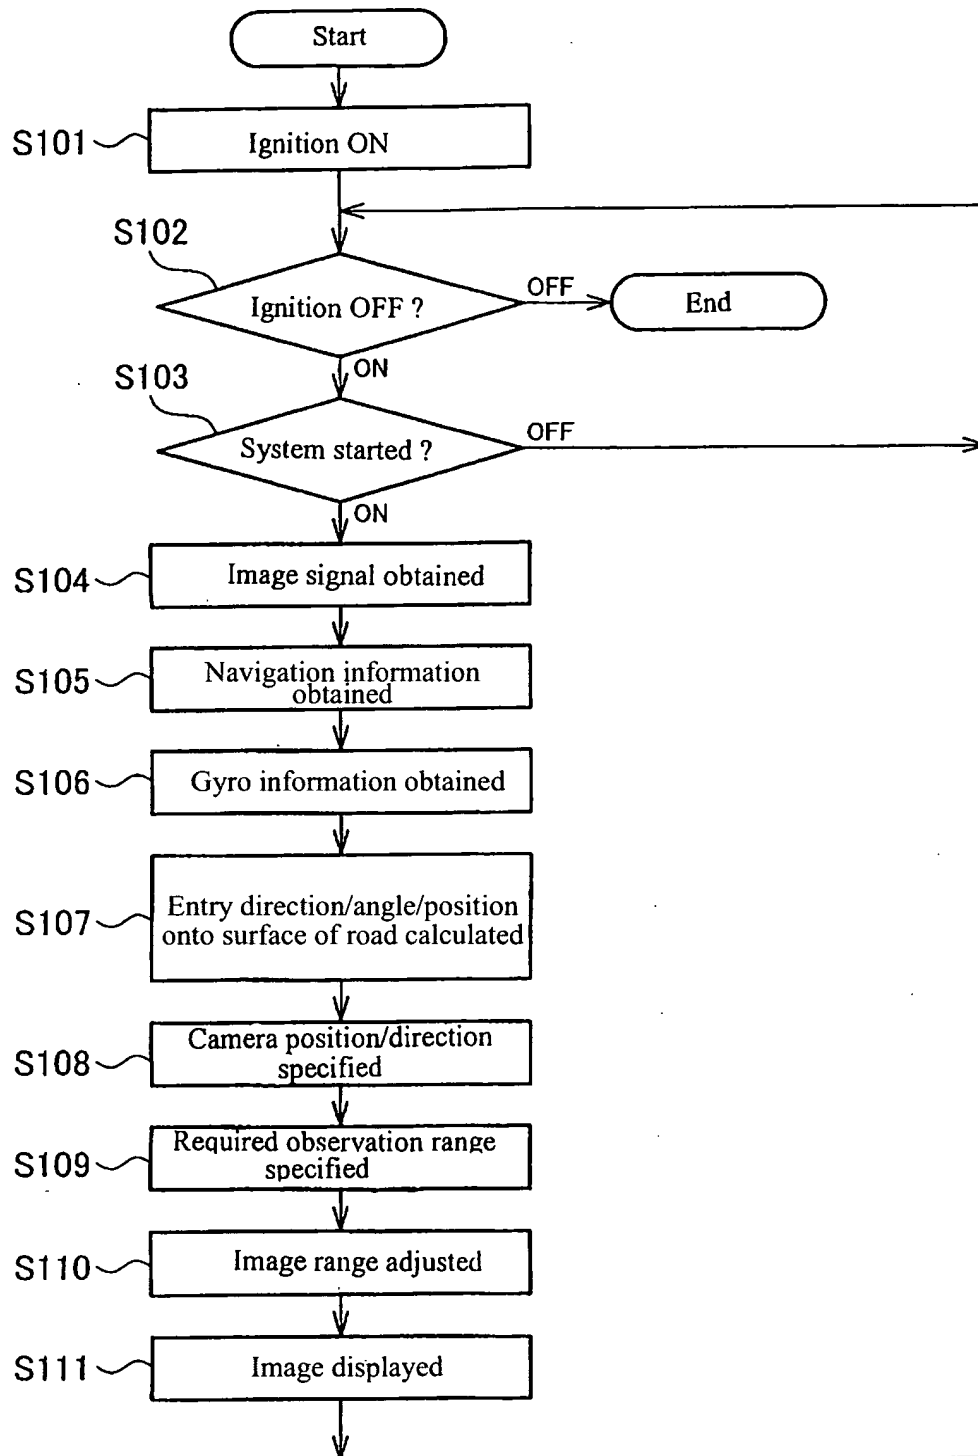 Start
S101
Ignition ON
S102
Ignition OFF ?
OFF
End
ON
S103
System started ?
OFF
ON
S104
Image signal obtained
S105
Navigation information
obtained
S106
Gyro information obtained
S107
Entry direction/angle/position
onto surface of road calculated
S108
Camera position/direction
specified
S109
Required observation range
specified
S110
Image range adjusted
S111
Image displayed